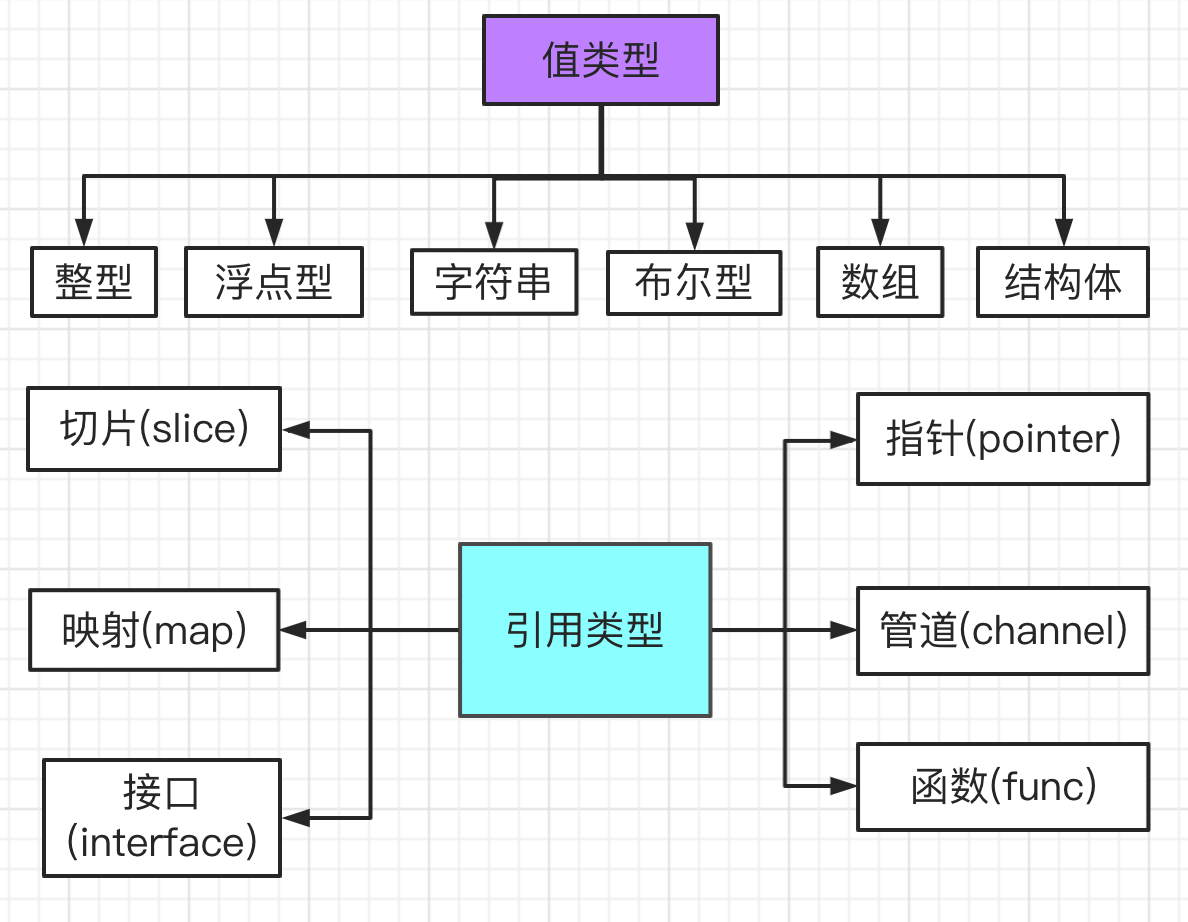 值类型
整型
浮点型
字符串
布尔型
数组
结构体
切片(slice)
指针(pointer)
映射(map)
引用类型
管道(channel)
接口
(interface)
函数(func)